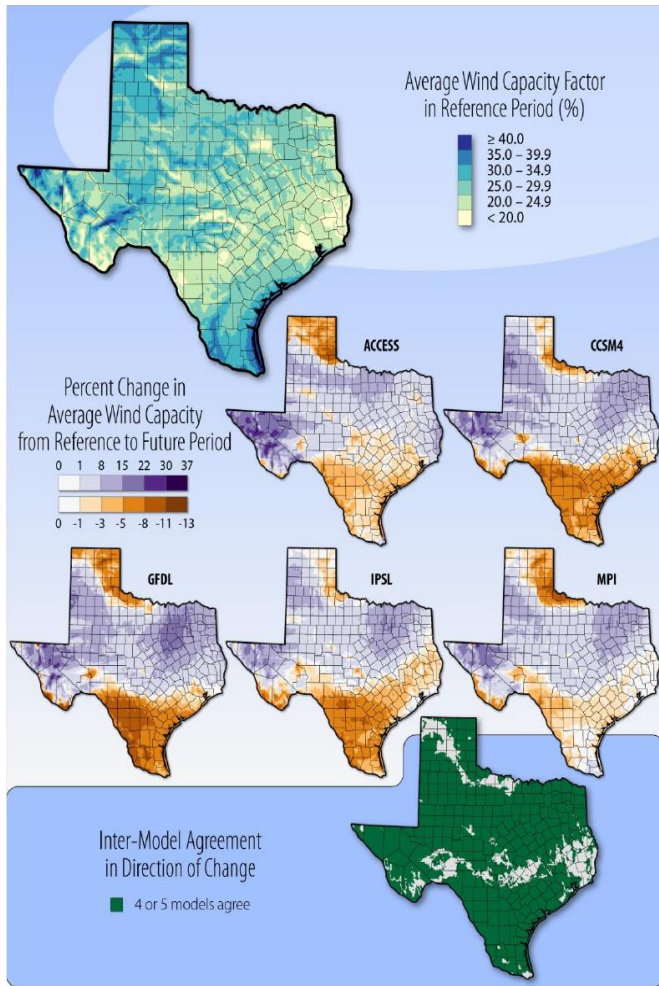 Average Wind Capacity Factor
in Reference Period (%)
≥ 40.0
35.0 – 39.9
30.0 – 34.9
25.0 – 29.9
20.0 – 24.9
< 20.0
ACCESS
CCSM4
Percent Change in
Average Wind Capacity
from Reference to Future Period
0 1 8 15 22 30 37
0 -1 -3 -5 -8 -11 -13
GFDL
IPSL
MPI
Inter-Model Agreement
in Direction of Change
4 or 5 models agree